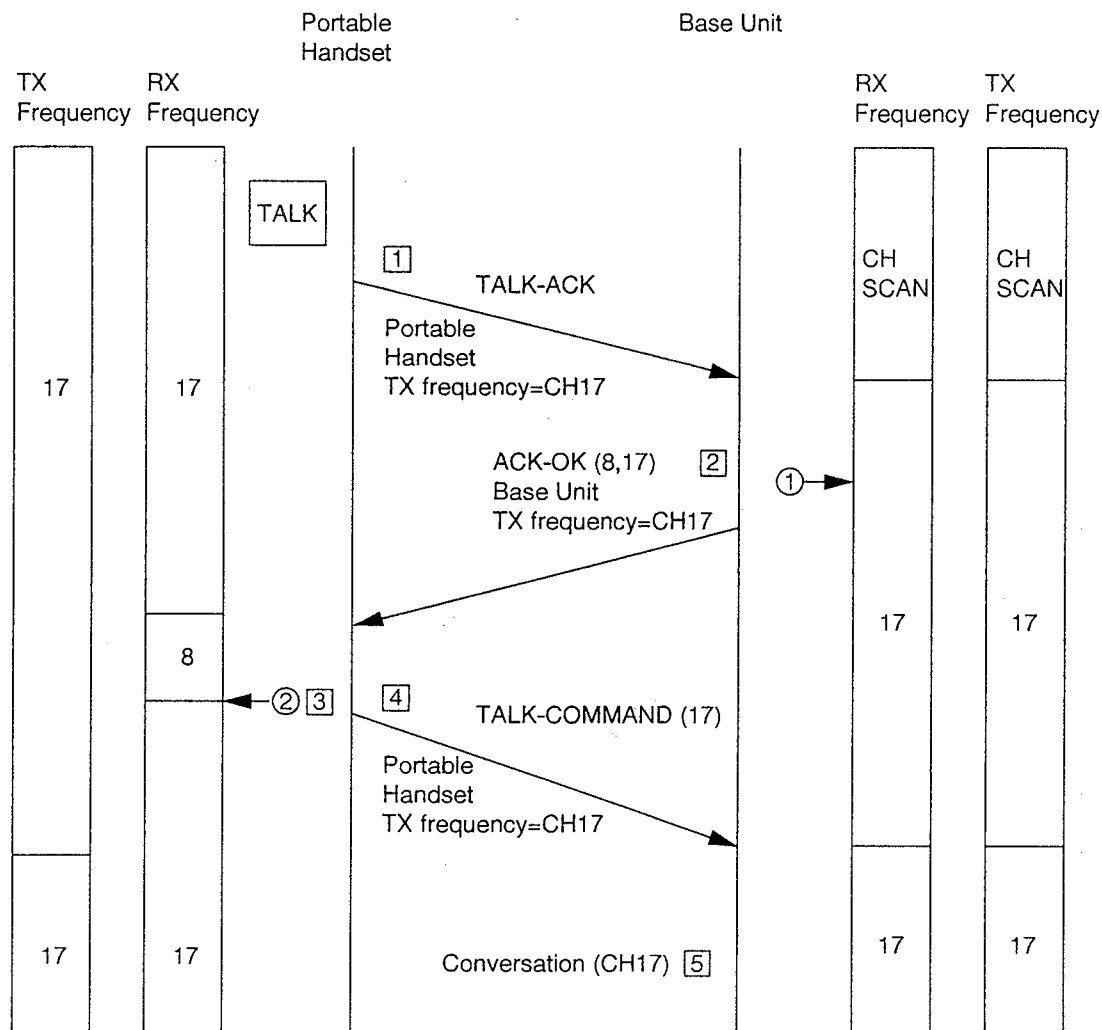 Portable
Handset
Base Unit
TX
Frequency
RX
Frequency
RX
Frequency
TX
Frequency
TALK
1
TALK-ACK
CH
SCAN
CH
SCAN
Portable
Handset
TX frequency=CH17
17
17
ACK-OK (8,17)
2
Base Unit
TX frequency=CH17
1
17
17
8
2
3
4
TALK-COMMAND (17)
Portable
Handset
TX frequency=CH17
17
17
Conversation (CH17)
5
17
17